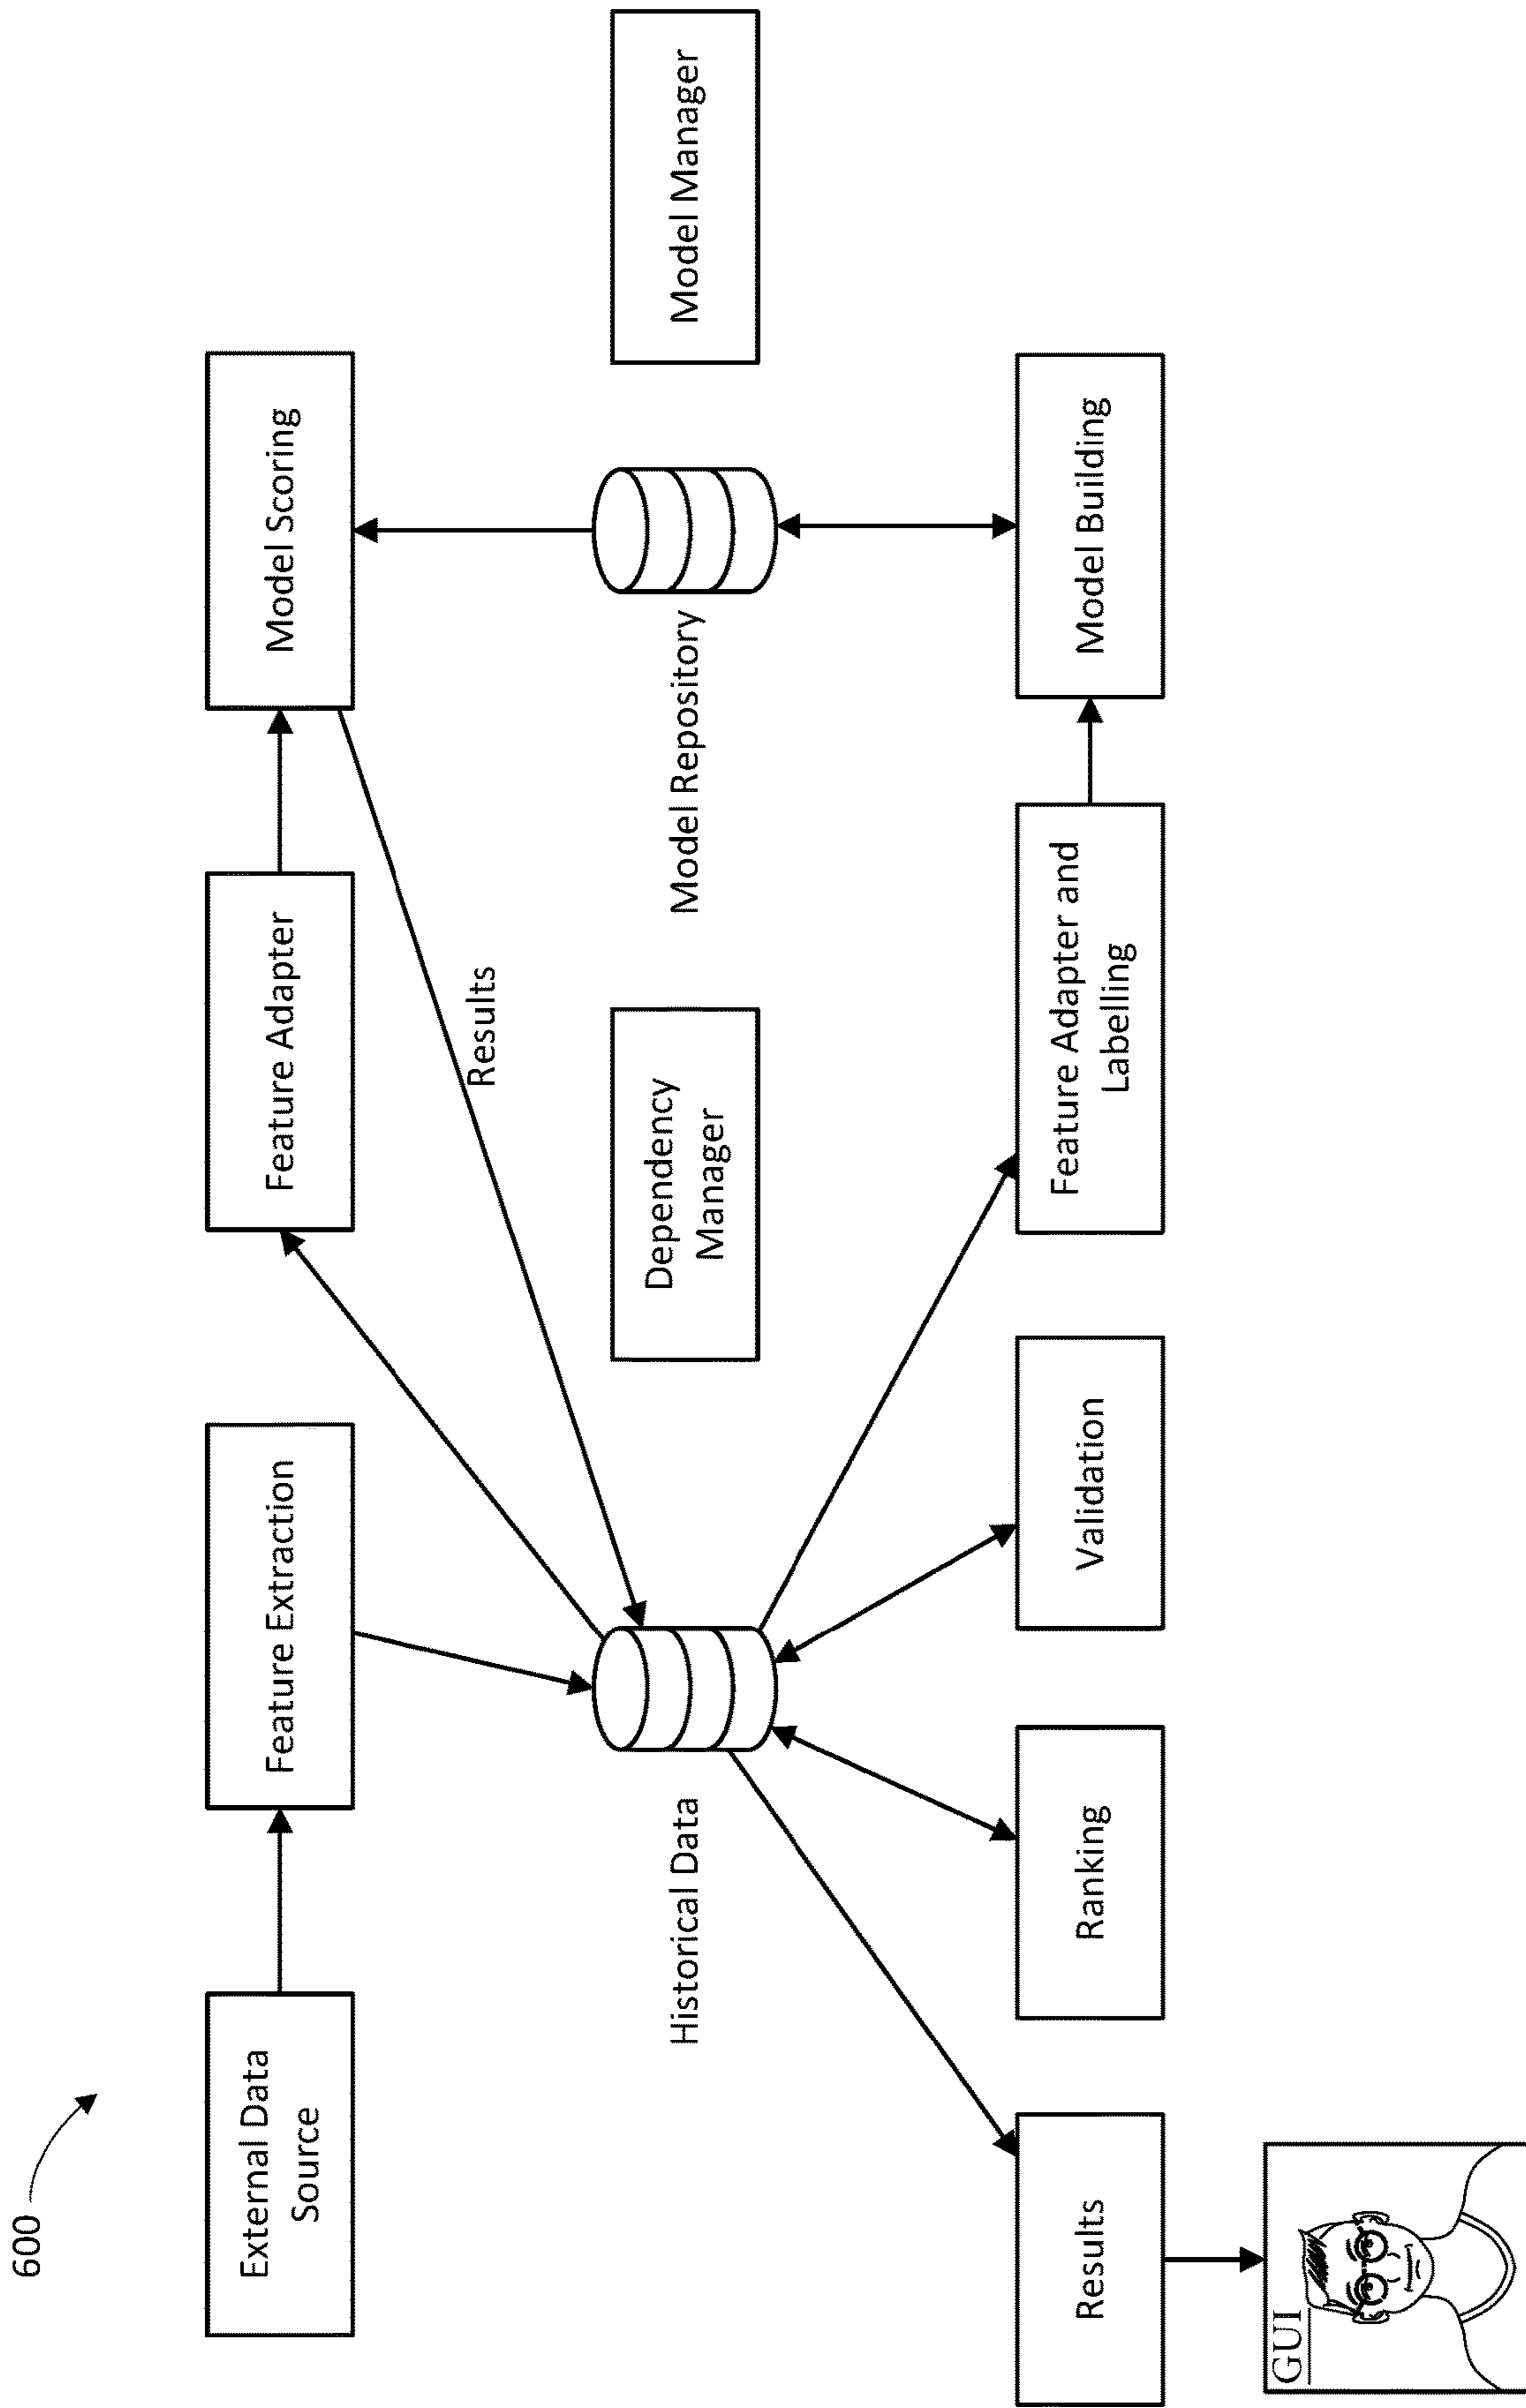 600
External Data
Source
Feature Extraction
Feature Adapter
Model Scoring
Results
Historical Data
Dependency
Manager
Model Repository
Model Manager
Results
Ranking
Validation
Feature Adapter and
Labelling
Model Building
GUI